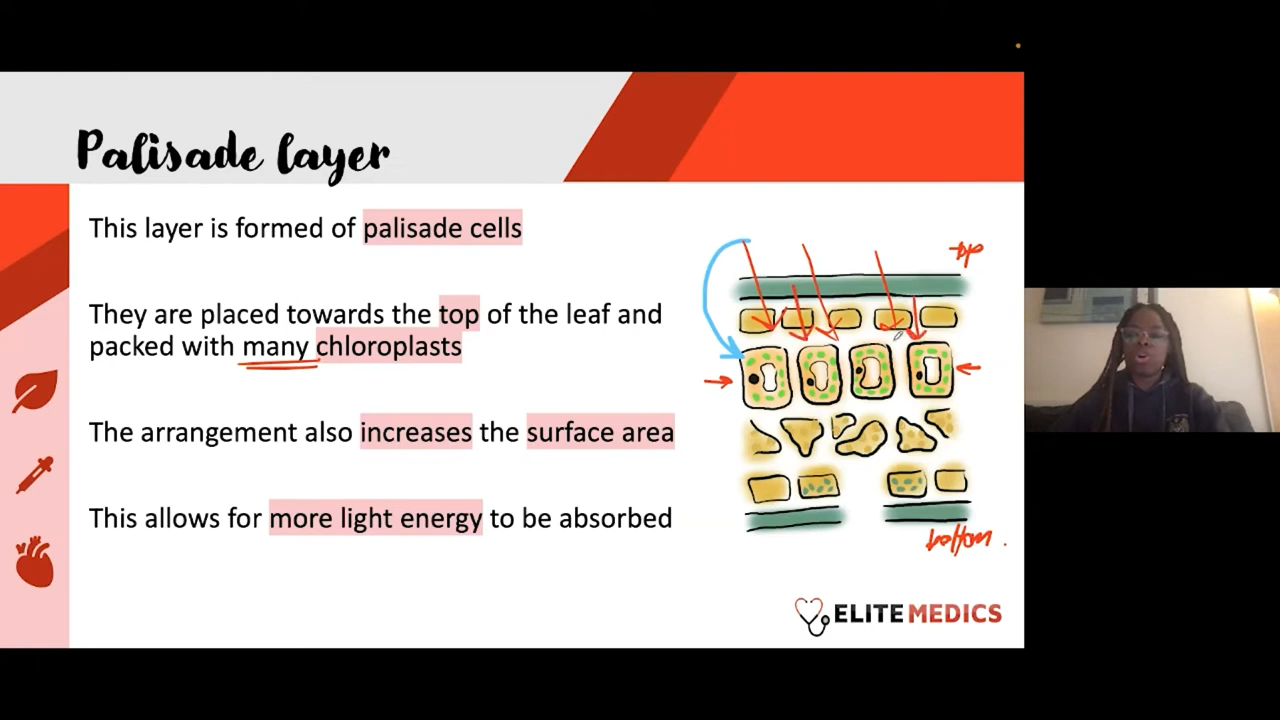 Palisade layer
This layer is formed of palisade cells
They are placed towards the top of the leaf and
packed with many chloroplasts
The arrangement also increases the surface area
This allows for more light energy to be absorbed
top
bottom
ELITE MEDICS